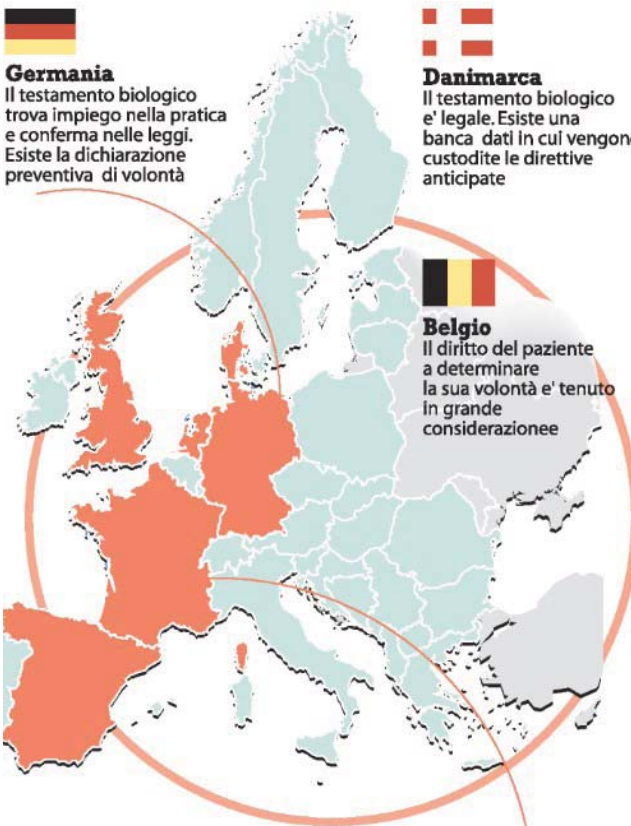 Germania
Il testamento biologico
trova impiego nella pratica
e conferma nelle leggi.
Esiste la dichiarazione
preventiva di volontà
Danimarca
Il testamento biologico
e' legale. Esiste una
banca dati in cui vengono
custodite le direttive
anticipate
Belgio
Il diritto del paziente
a determinare
la sua volontà e' tenuto
in grande
considerazionee